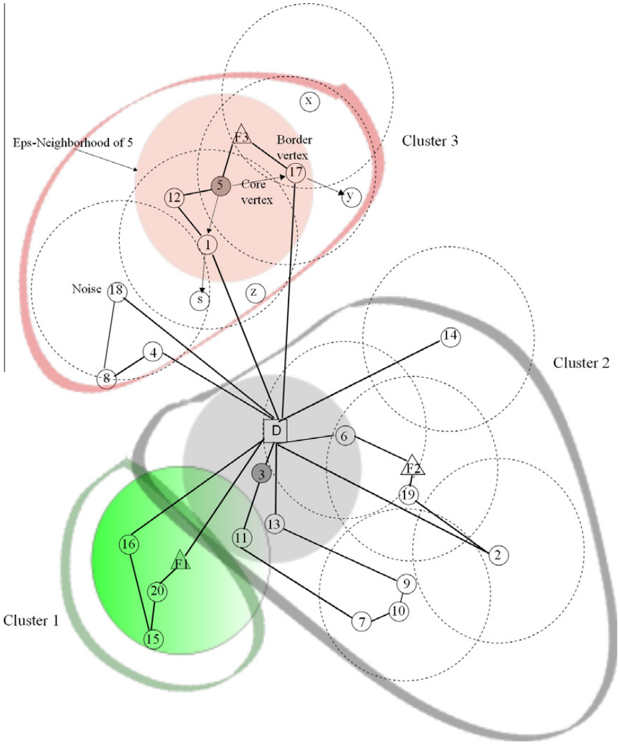 x
F3
Border
vertex
Cluster 3
Eps-Neighborhood of 5
17
5
Core
vertex
12
y
1
Noise
18
s
z
14
4
Cluster 2
8
D
6
F2
3
19
13
11
16
2
F1
9
20
10
Cluster 1
7
15